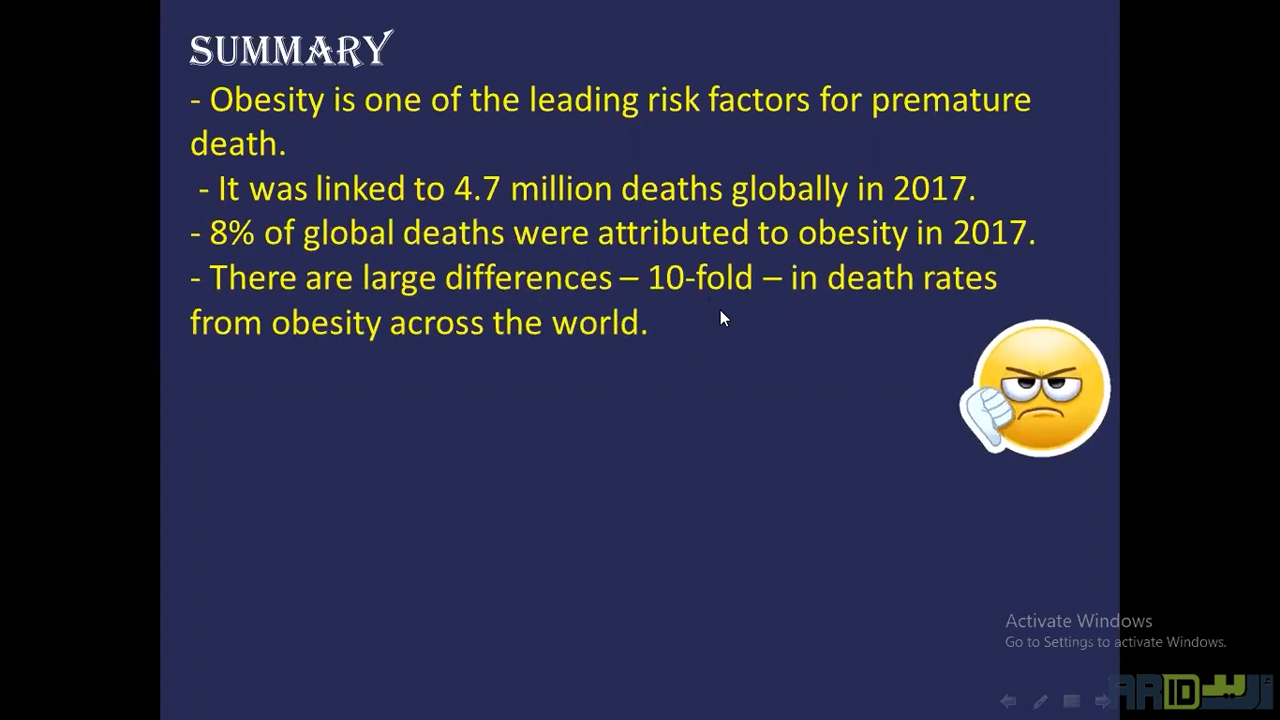 SUMMARY
- Obesity is one of the leading risk factors for premature
death.
- It was linked to 4.7 million deaths globally in 2017.
- 8% of global deaths were attributed to obesity in 2017.
- There are large differences – 10-fold – in death rates
from obesity across the world.
Activate Windows
Go to Settings to activate Windows.
ARID أريد